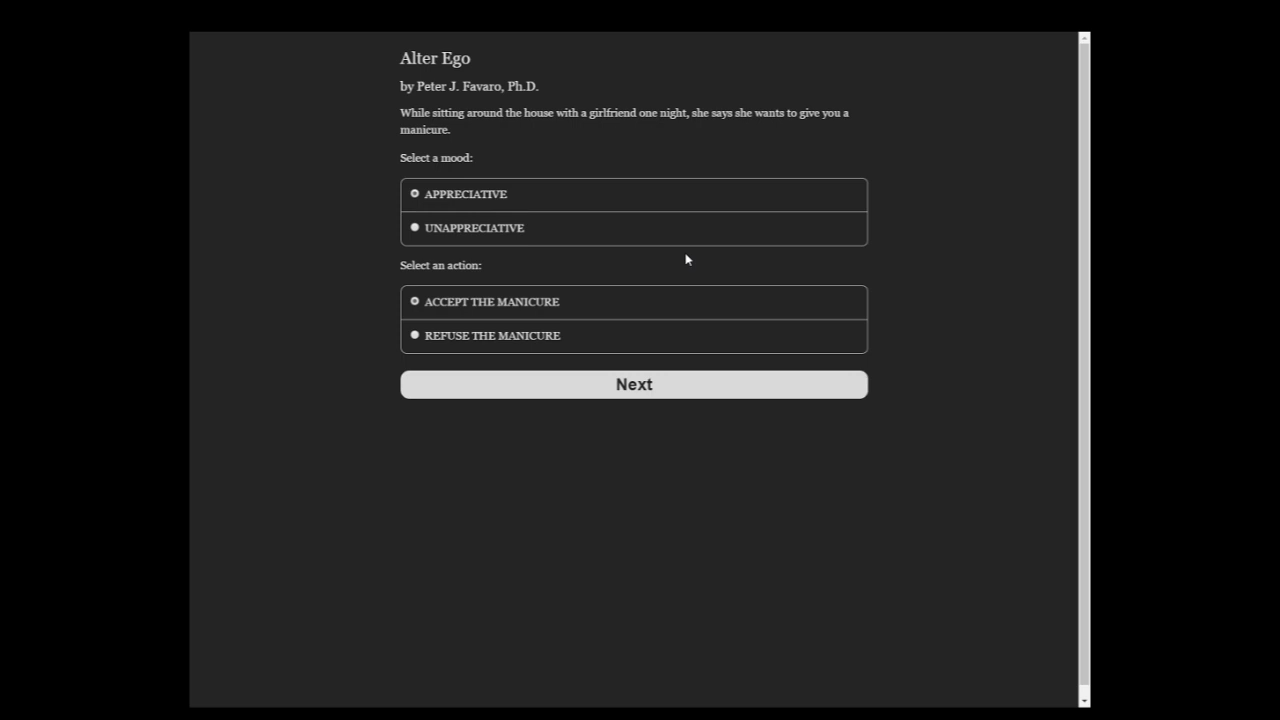 Alter Ego
by Peter J. Favaro, Ph.D.
While sitting around the house with a girlfriend one night, she says she wants to give you a
manicure.
Select a mood:
APPRECIATIVE
UNAPPRECIATIVE
Select an action:
ACCEPT THE MANICURE
REFUSE THE MANICURE
Next